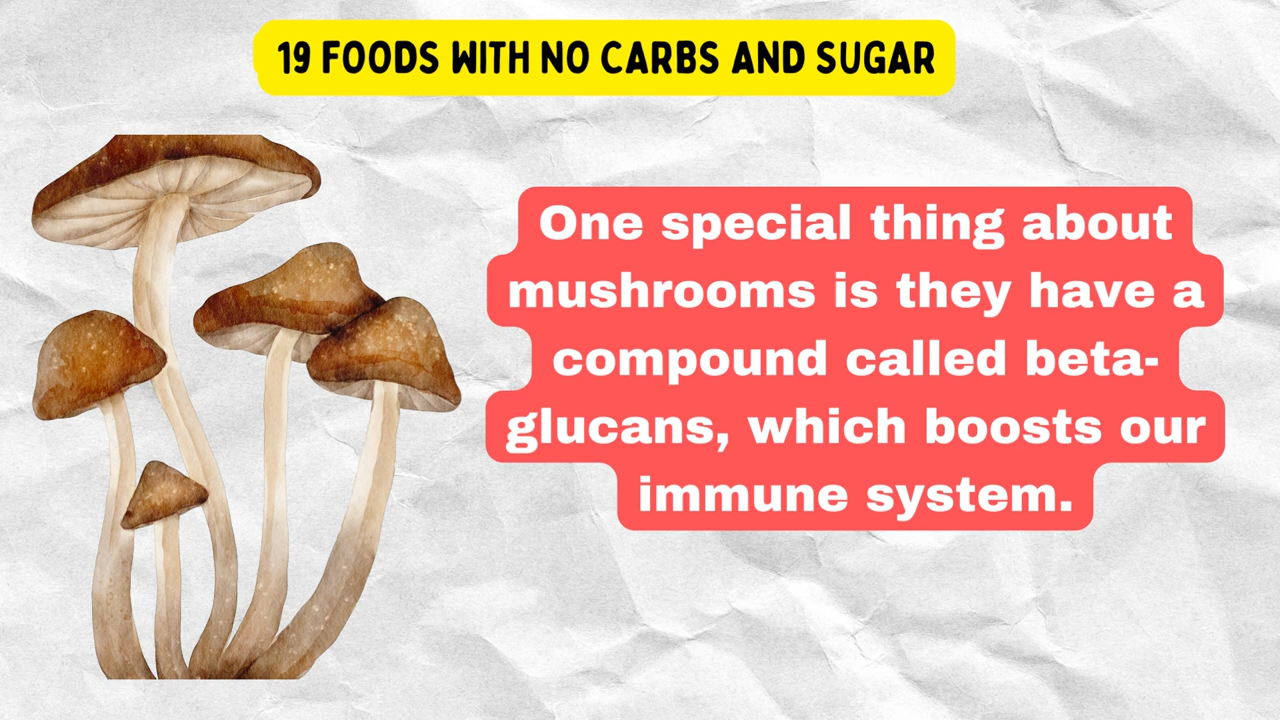 19 FOODS WITH NO CARBS AND SUGAR
One special thing about
mushrooms is they have a
compound called beta-
glucans, which boosts our
immune system.